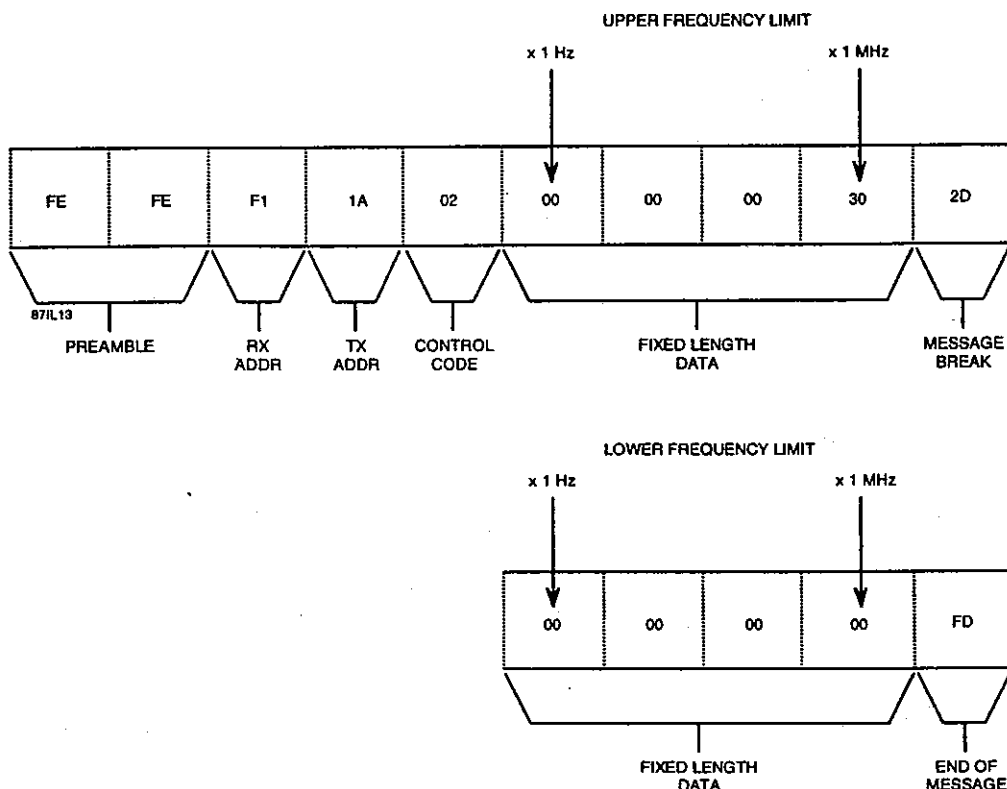 UPPER FREQUENCY LIMIT
x 1 Hz x 1 MHz
FE FE F1 1A 02 00 00 00 30 2D
871L13
PREAMBLE RX ADDR TX ADDR CONTROL CODE FIXED LENGTH DATA MESSAGE BREAK
LOWER FREQUENCY LIMIT
x 1 Hz x 1 MHz
00 00 00 00 FD
FIXED LENGTH DATA END OF MESSAGE